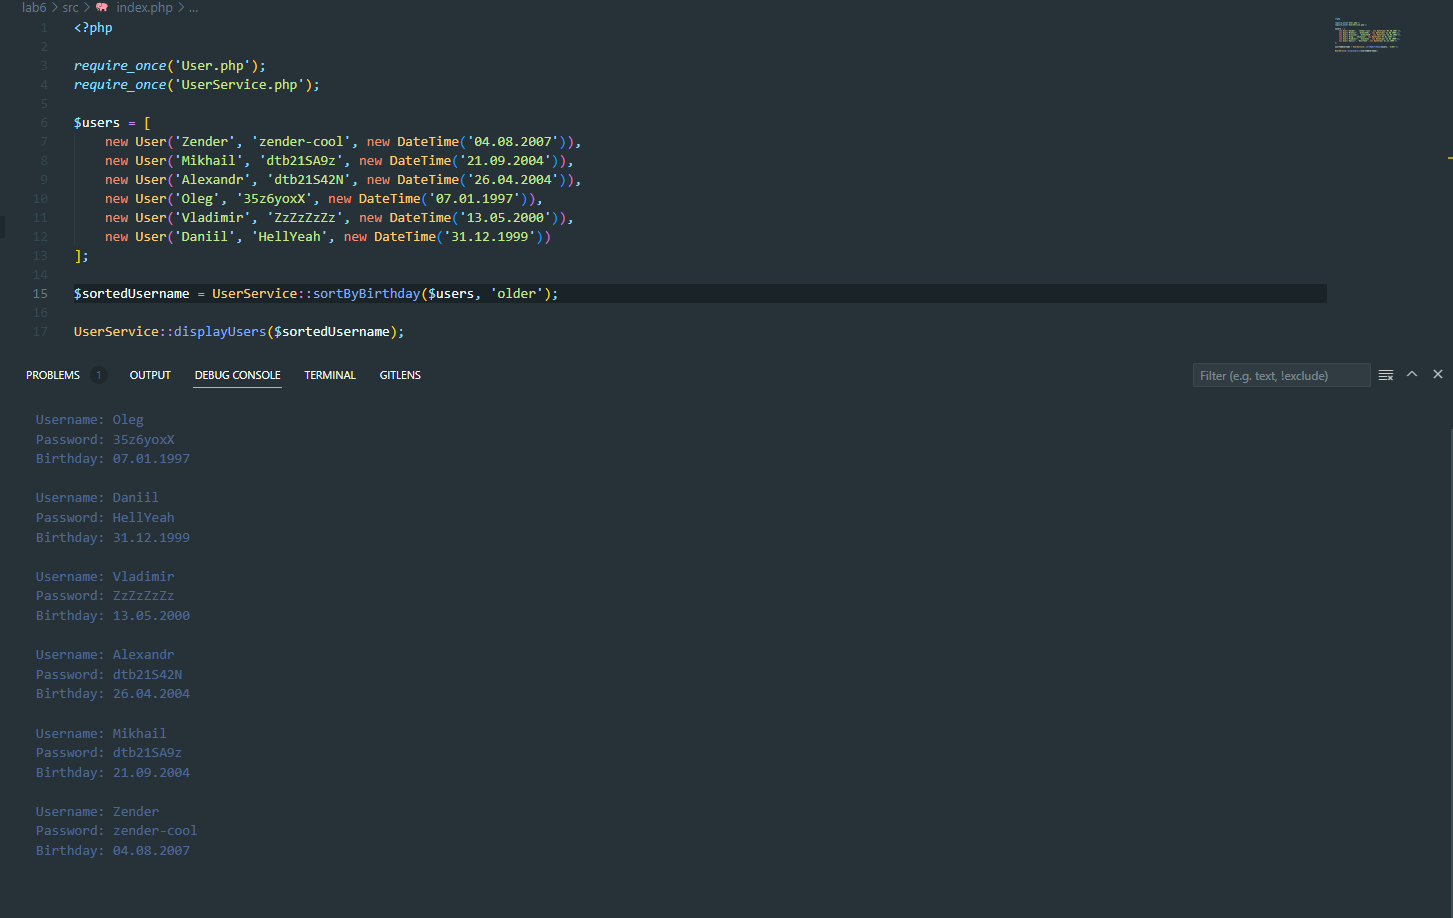 lab6 > src > index.php > ...
1 <?php
2
3 require_once('User.php');
4 require_once('UserService.php');
5
6 $users = [
7 new User('Zender', 'zender-cool', new DateTime('04.08.2007')),
8 new User('Mikhail', 'dtb21SA9z', new DateTime('21.09.2004')),
9 new User('Alexandr', 'dtb21S42N', new DateTime('26.04.2004')),
10 new User('Oleg', '35z6yoxX', new DateTime('07.01.1997')),
11 new User('Vladimir', 'ZzZzZzZz', new DateTime('13.05.2000')),
12 new User('Daniil', 'HellYeah', new DateTime('31.12.1999'))
13 ];
14
15 $sortedUsername = UserService::sortByBirthday($users, 'older');
16
17 UserService::displayUsers($sortedUsername);
PROBLEMS 1 OUTPUT DEBUG CONSOLE TERMINAL GITLENS Filter (e.g. text, !exclude)
Username: Oleg
Password: 35z6yoxX
Birthday: 07.01.1997
Username: Daniil
Password: HellYeah
Birthday: 31.12.1999
Username: Vladimir
Password: ZzZzZzZz
Birthday: 13.05.2000
Username: Alexandr
Password: dtb21S42N
Birthday: 26.04.2004
Username: Mikhail
Password: dtb21SA9z
Birthday: 21.09.2004
Username: Zender
Password: zender-cool
Birthday: 04.08.2007